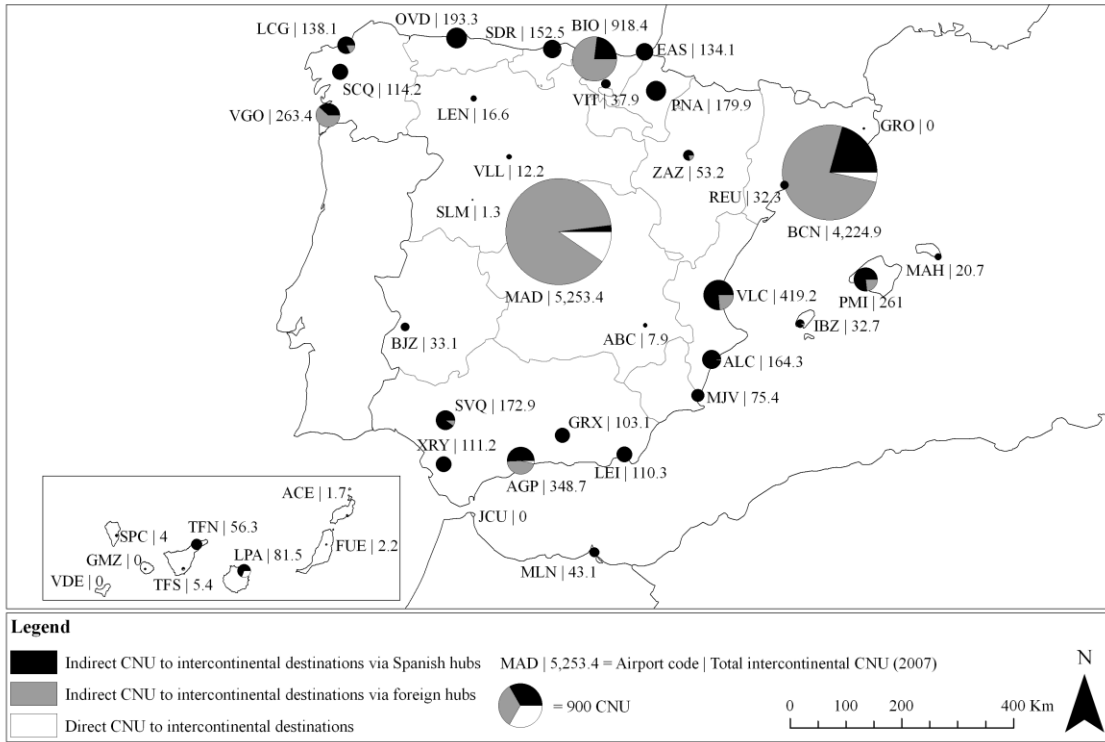 OVD | 193.3
LCG | 138.1
SDR | 152.5
BIO | 918.4
EAS | 134.1
SCQ | 114.2
VIT | 37.9
PNA | 179.9
VGO | 263.4
LEN | 16.6
GRO | 0
VLL | 12.2
ZAZ | 53.2
REU | 32.3
SLM | 1.3
BCN | 4,224.9
MAH | 20.7
MAD | 5,253.4
VLC | 419.2
PMI | 261
IBZ | 32.7
BJZ | 33.1
ABC | 7.9
ALC | 164.3
MJV | 75.4
SVQ | 172.9
GRX | 103.1
XRY | 111.2
LEI | 110.3
AGP | 348.7
JCU | 0
MLN | 43.1
ACE | 1.7
SPC | 4
TFN | 56.3
LPA | 81.5
FUE | 2.2
GMZ | 0
VDE | 0
TFS | 5.4
Legend
Indirect CNU to intercontinental destinations via Spanish hubs
Indirect CNU to intercontinental destinations via foreign hubs
Direct CNU to intercontinental destinations
MAD | 5,253.4 = Airport code | Total intercontinental CNU (2007)
= 900 CNU
N
0 100 200 400 Km